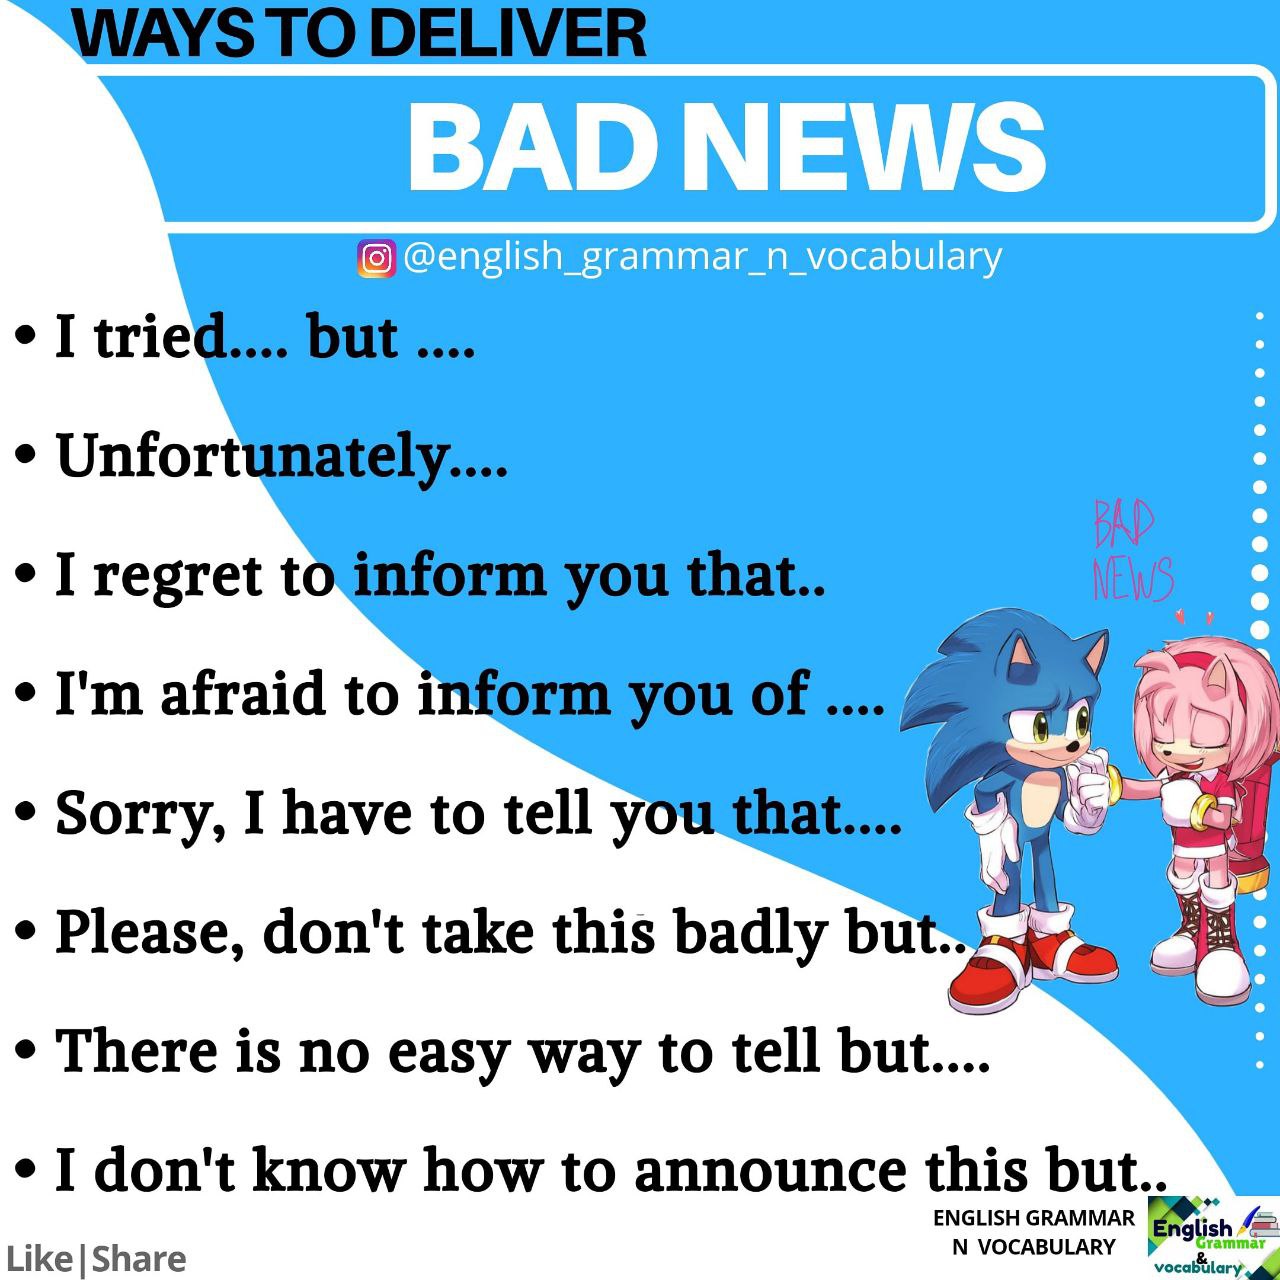 WAYS TO DELIVER
BAD NEWS
@english_grammar_n_vocabulary
• I tried.... but ....
• Unfortunately....
• I regret to inform you that..
• I'm afraid to inform you of ....
• Sorry, I have to tell you that....
• Please, don't take this badly but..
• There is no easy way to tell but....
• I don't know how to announce this but..
BAD
NEWS
ENGLISH GRAMMAR
N VOCABULARY
English
Grammar
&
vocabulary
Like|Share